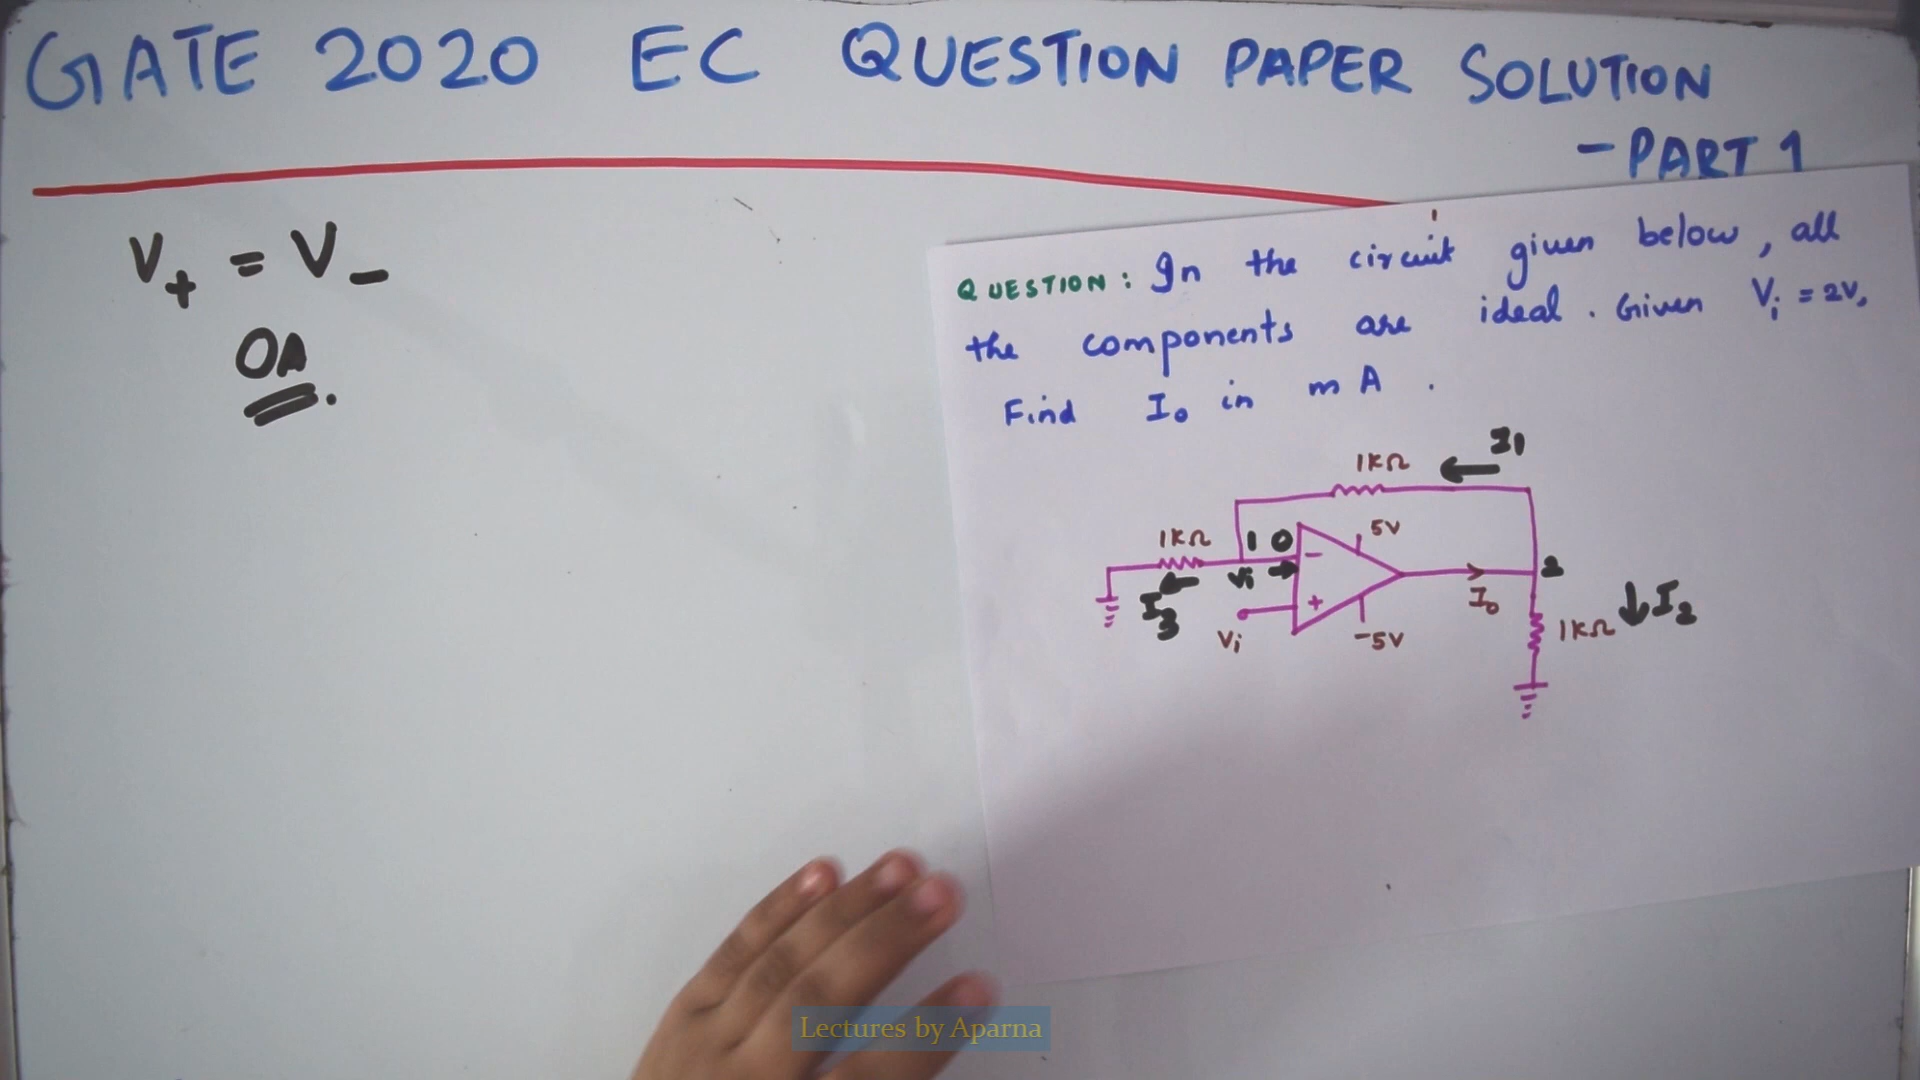 GATE 2020 EC QUESTION PAPER SOLUTION
- PART 1
V+ = V-
0A.
QUESTION: In the circuit given below, all
the components are ideal. Given Vi = 2V.
Find Io in mA.
I1
1KΩ
1KΩ
1 0
5V
Vi
-
2
I3
+
Io
I2
Vi
-5V
1KΩ
Lectures by Aparna